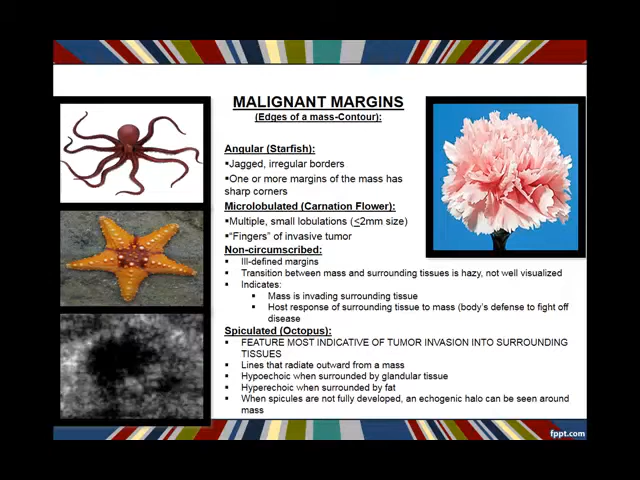 MALIGNANT MARGINS
(Edges of a mass-Contour):
Angular (Starfish):
▪Jagged, irregular borders
▪One or more margins of the mass has
sharp corners
Microlobulated (Carnation Flower):
▪Multiple, small lobulations (≤2mm size)
▪"Fingers" of invasive tumor
Non-circumscribed:
▪ Ill-defined margins
▪ Transition between mass and surrounding tissues is hazy, not well visualized
▪ Indicates:
▪ Mass is invading surrounding tissue
▪ Host response of surrounding tissue to mass (body's defense to fight off
disease
Spiculated (Octopus):
▪ FEATURE MOST INDICATIVE OF TUMOR INVASION INTO SURROUNDING
TISSUES
▪ Lines that radiate outward from a mass
▪ Hypoechoic when surrounded by glandular tissue
▪ Hyperechoic when surrounded by fat
▪ When spicules are not fully developed, an echogenic halo can be seen around
mass
fppt.com